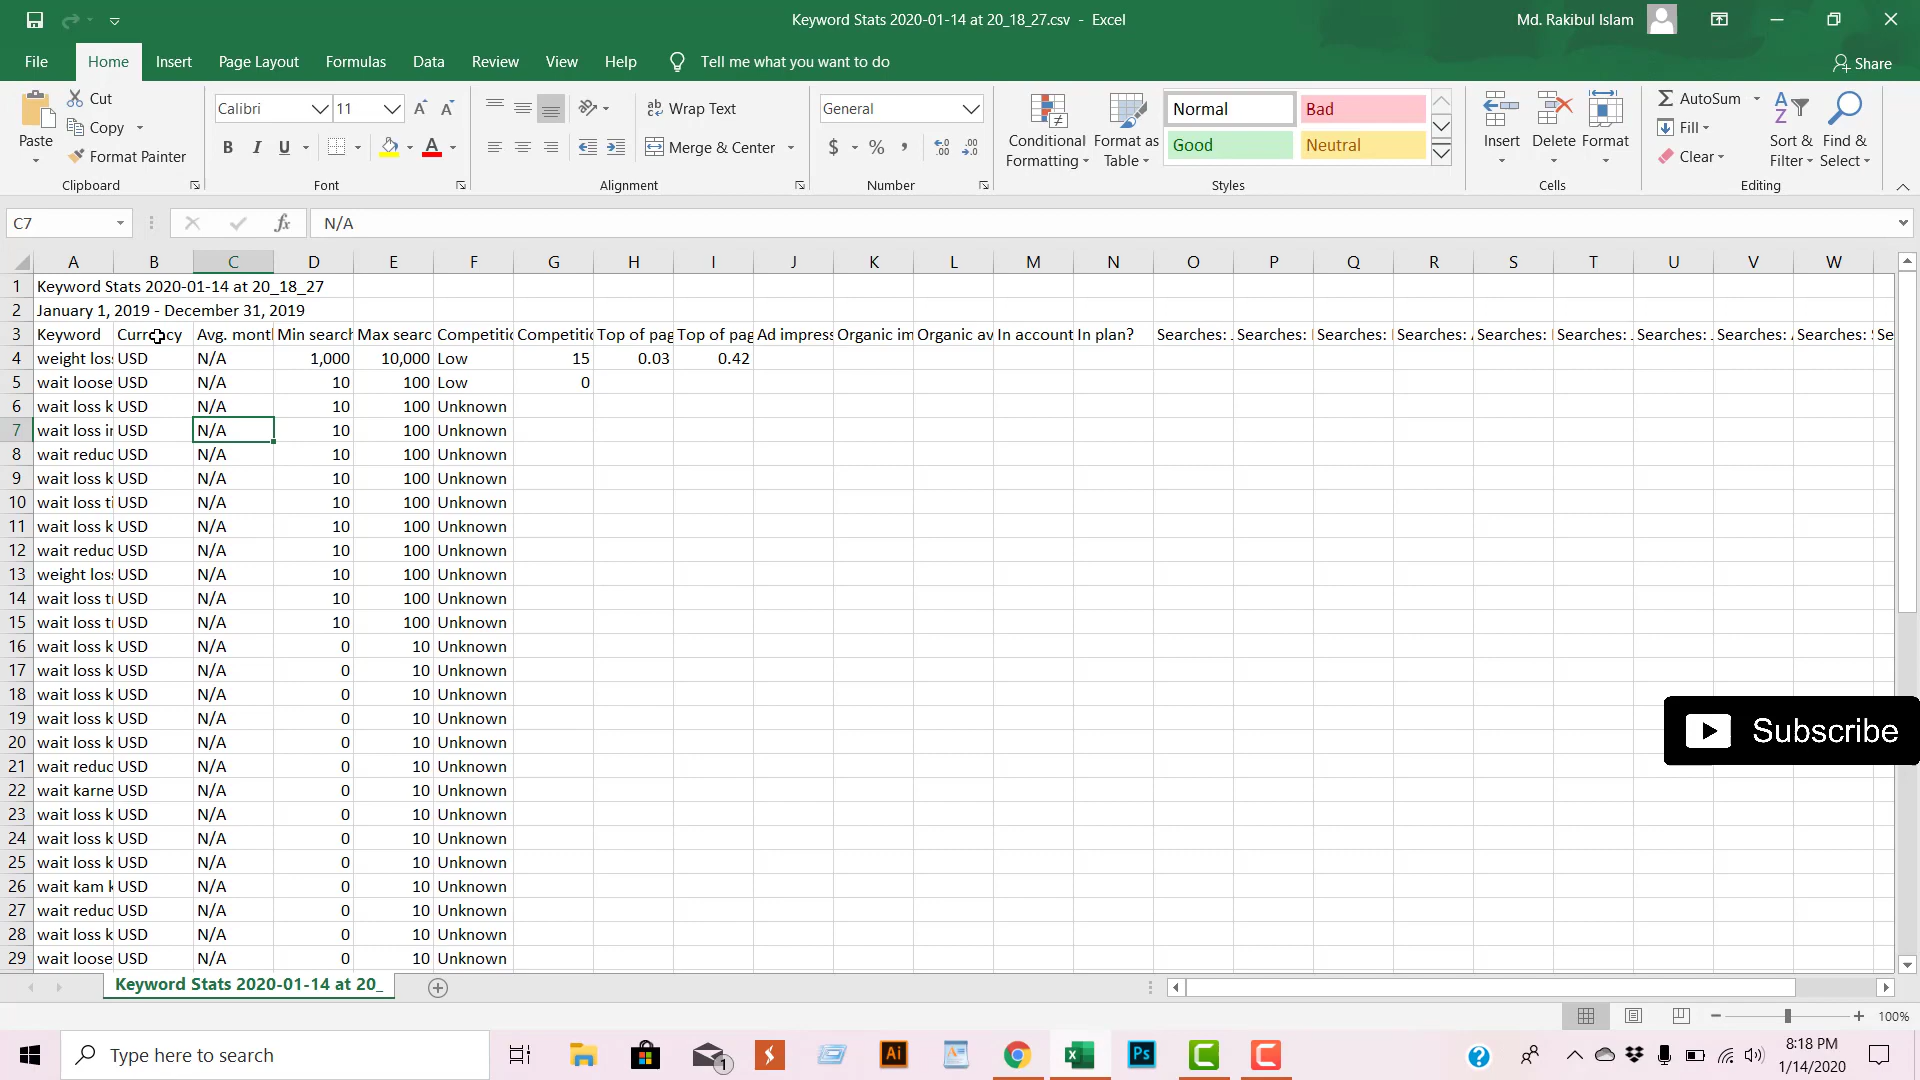 Keyword Stats 2020-01-14 at 20_18_27.csv - Excel
Md. Rakibul Islam
File Home Insert Page Layout Formulas Data Review View Help Tell me what you want to do Share
Cut
Copy
Format Painter
Paste
Clipboard
Calibri 11
B I U
Font
Wrap Text
Merge & Center
Alignment
General
$ % ,
Number
Conditional Formatting
Format as Table
Normal Bad
Good Neutral
Styles
Insert Delete Format
Cells
AutoSum
Fill
Clear
Sort & Filter
Find & Select
Editing
C7 fx N/A
A B C D E F G H I J K L M N O P Q R S T U V W
1 Keyword Stats 2020-01-14 at 20_18_27
2 January 1, 2019 - December 31, 2019
3 Keyword Currency Avg. mont Min search Max searc Competitic Competitic Top of pag Top of pag Ad impress Organic im Organic av In account In plan? Searches: Searches: Searches: Searches: Searches: Searches: Searches: Searches: Searches: Se
4 weight los USD N/A 1,000 10,000 Low 15 0.03 0.42
5 wait loose USD N/A 10 100 Low 0
6 wait loss k USD N/A 10 100 Unknown
7 wait loss i USD N/A 10 100 Unknown
8 wait reduc USD N/A 10 100 Unknown
9 wait loss k USD N/A 10 100 Unknown
10 wait loss ti USD N/A 10 100 Unknown
11 wait loss k USD N/A 10 100 Unknown
12 wait reduc USD N/A 10 100 Unknown
13 weight los USD N/A 10 100 Unknown
14 wait loss t USD N/A 10 100 Unknown
15 wait loss t USD N/A 10 100 Unknown
16 wait loss k USD N/A 0 10 Unknown
17 wait loss k USD N/A 0 10 Unknown
18 wait loss k USD N/A 0 10 Unknown
19 wait loss k USD N/A 0 10 Unknown
20 wait loss k USD N/A 0 10 Unknown
21 wait reduc USD N/A 0 10 Unknown
22 wait karne USD N/A 0 10 Unknown
23 wait loss k USD N/A 0 10 Unknown
24 wait loss k USD N/A 0 10 Unknown
25 wait loss k USD N/A 0 10 Unknown
26 wait kam k USD N/A 0 10 Unknown
27 wait reduc USD N/A 0 10 Unknown
28 wait loss k USD N/A 0 10 Unknown
29 wait loose USD N/A 0 10 Unknown
Subscribe
Keyword Stats 2020-01-14 at 20_
100%
Type here to search
1
Ai
Ps
8:18 PM
1/14/2020